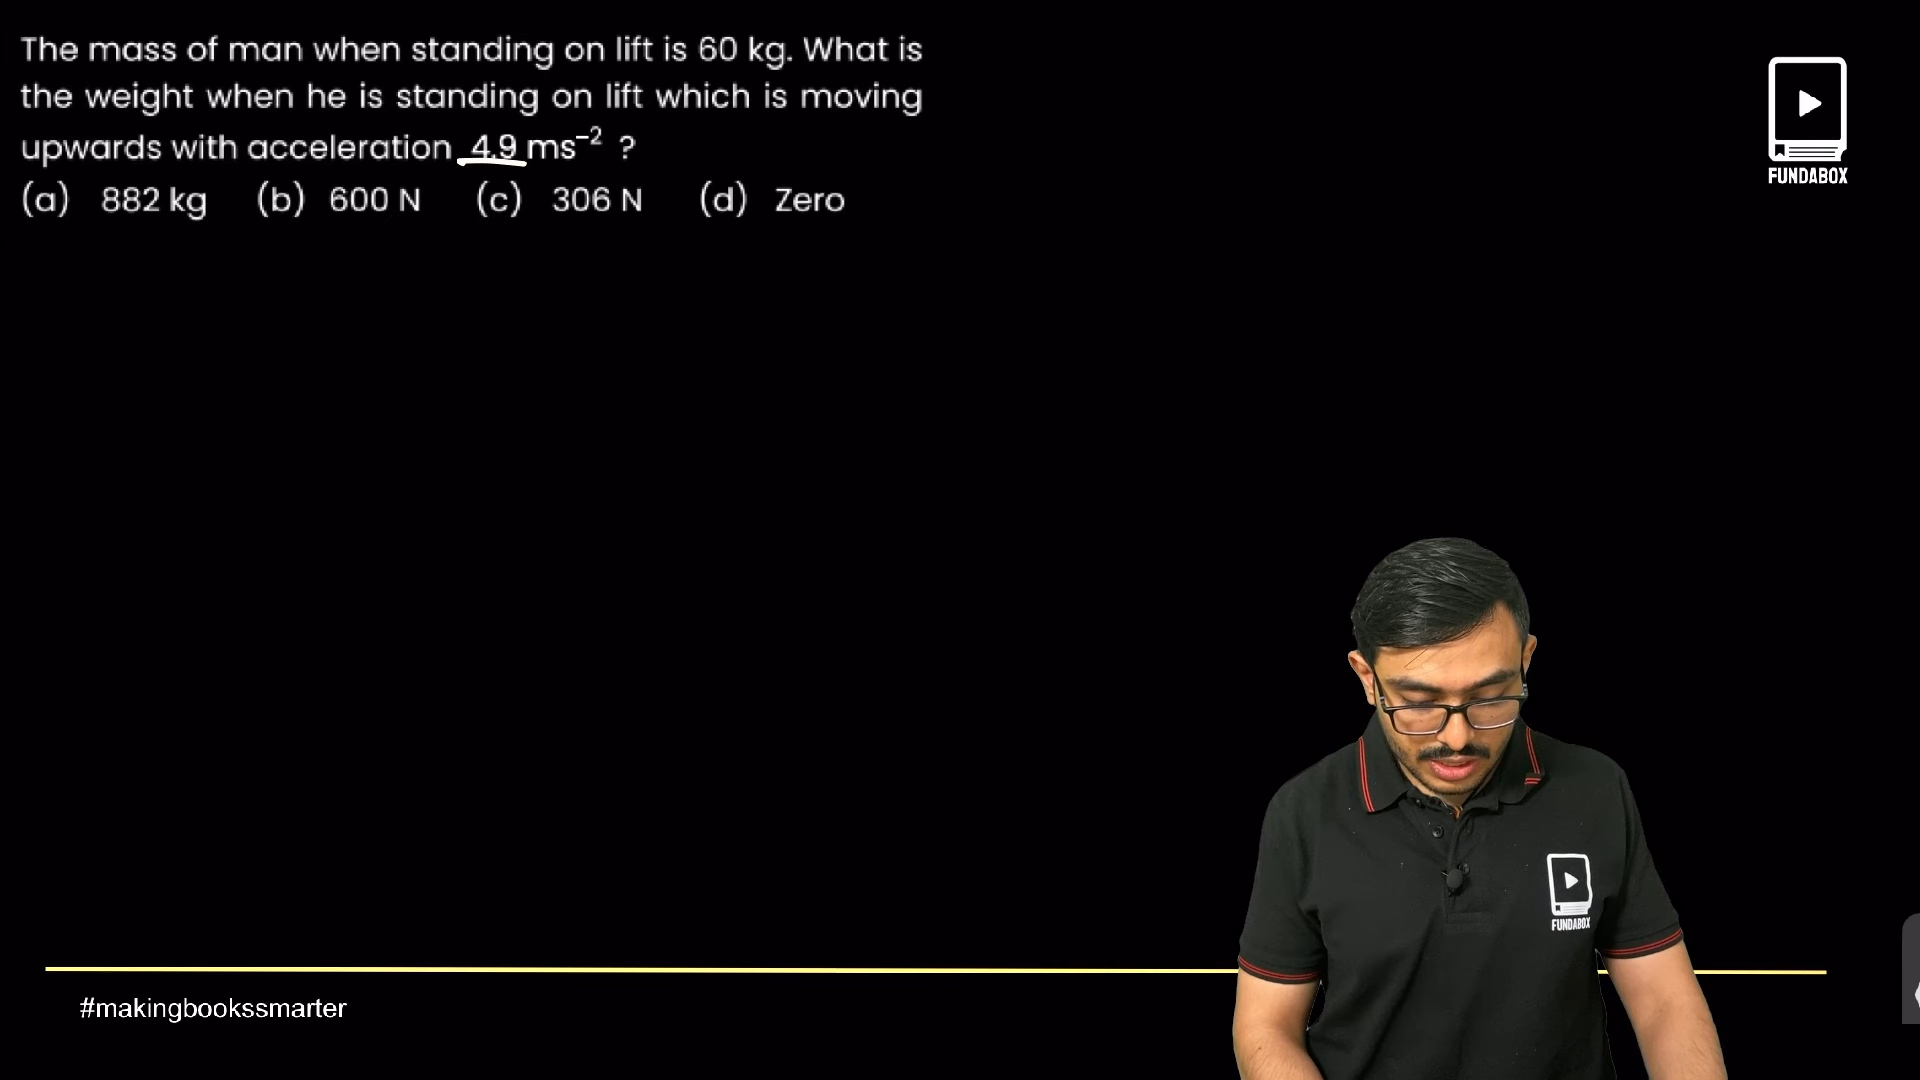 The mass of man when standing on lift is 60 kg. What is
the weight when he is standing on lift which is moving
upwards with acceleration 4.9 ms⁻² ?
(a) 882 kg (b) 600 N (c) 306 N (d) Zero
FUNDABOX
FUNDABOX
#makingbookssmarter